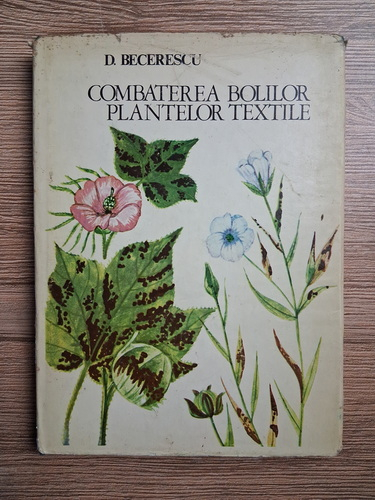 D. BECERESCU
COMBATEREA BOLILOR
PLANTELOR TEXTILE